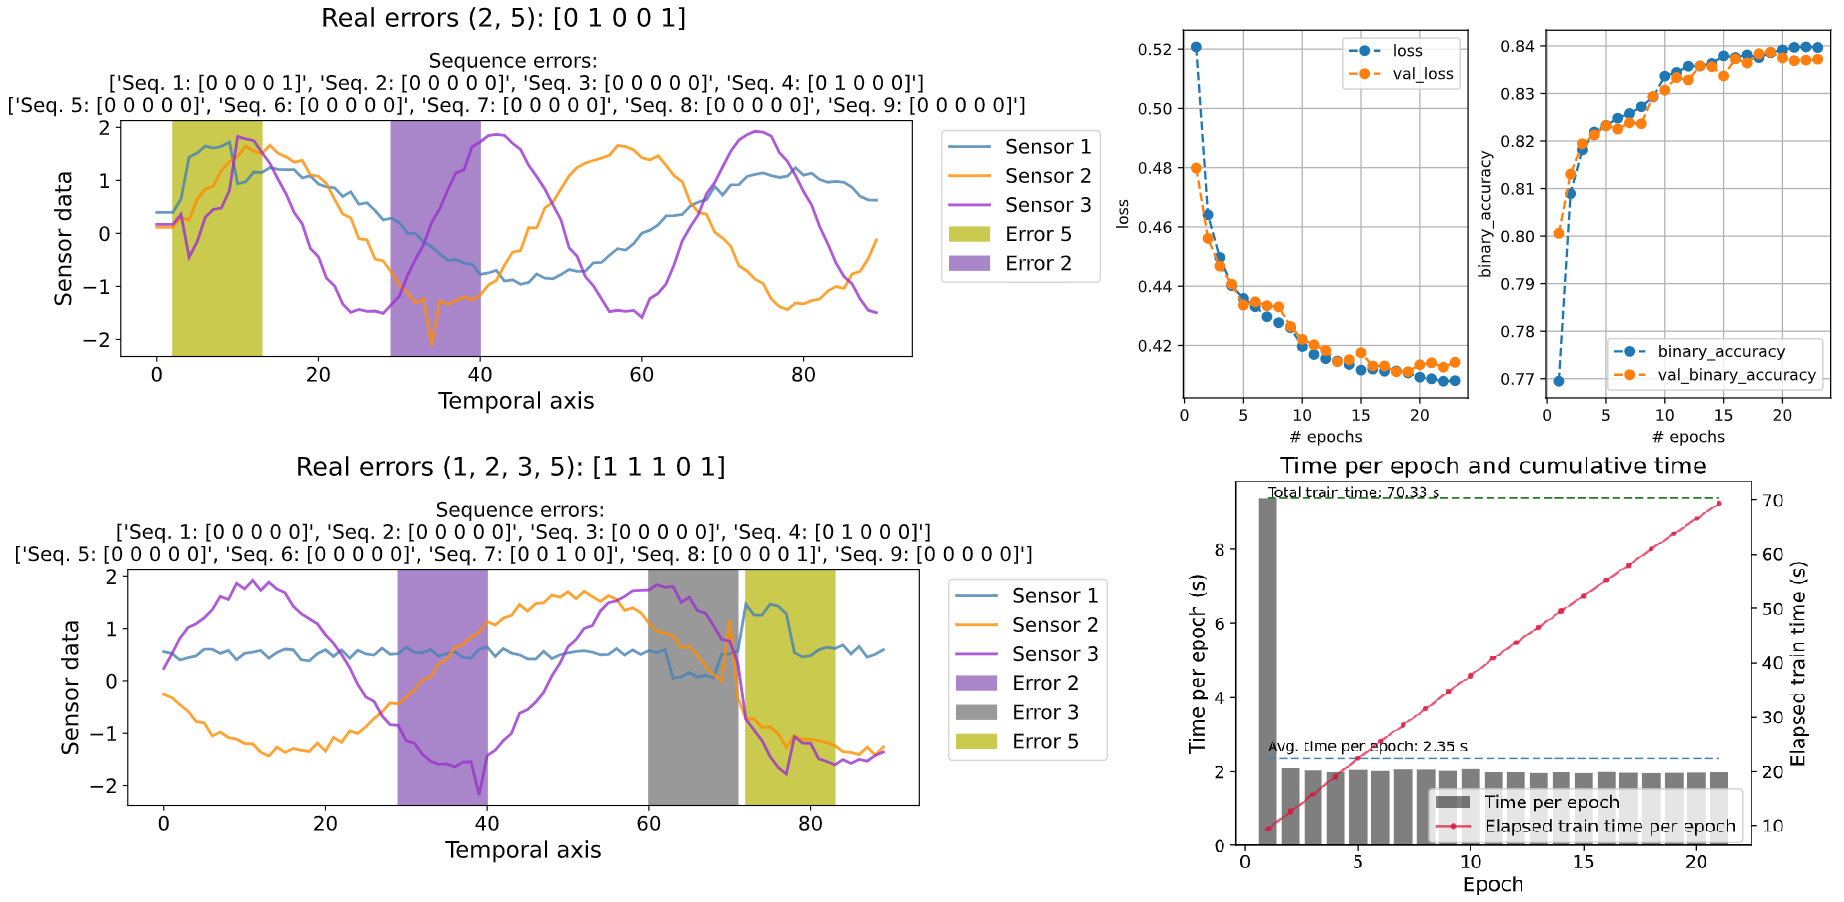 Real errors (2, 5): [0 1 0 0 1]
Sequence errors:
['Seq. 1: [0 0 0 0 1]', 'Seq. 2: [0 0 0 0 0]', 'Seq. 3: [0 0 0 0 0]', 'Seq. 4: [0 1 0 0 0]']
['Seq. 5: [0 0 0 0 0]', 'Seq. 6: [0 0 0 0 0]', 'Seq. 7: [0 0 0 0 0]', 'Seq. 8: [0 0 0 0 0]', 'Seq. 9: [0 0 0 0 0]']
2
1
0
−1
−2
Sensor data
0 20 40 60 80
Temporal axis
Sensor 1
Sensor 2
Sensor 3
Error 5
Error 2
0.52
0.50
0.48
0.46
0.44
0.42
loss
0 5 10 15 20
# epochs
loss
val_loss
0.84
0.83
0.82
0.81
0.80
0.79
0.78
0.77
binary_accuracy
0 5 10 15 20
# epochs
binary_accuracy
val_binary_accuracy
Real errors (1, 2, 3, 5): [1 1 1 0 1]
Sequence errors:
['Seq. 1: [0 0 0 0 0]', 'Seq. 2: [0 0 0 0 0]', 'Seq. 3: [0 0 0 0 0]', 'Seq. 4: [0 1 0 0 0]']
['Seq. 5: [0 0 0 0 0]', 'Seq. 6: [0 0 0 0 0]', 'Seq. 7: [0 0 1 0 0]', 'Seq. 8: [0 0 0 0 1]', 'Seq. 9: [0 0 0 0 0]']
2
1
0
−1
−2
Sensor data
0 20 40 60 80
Temporal axis
Sensor 1
Sensor 2
Sensor 3
Error 2
Error 3
Error 5
Time per epoch and cumulative time
Total train time: 70.33 s
Avg. time per epoch: 2.35 s
8
6
4
2
0
Time per epoch (s)
70
60
50
40
30
20
10
Elapsed train time (s)
0 5 10 15 20
Epoch
Time per epoch
Elapsed train time per epoch